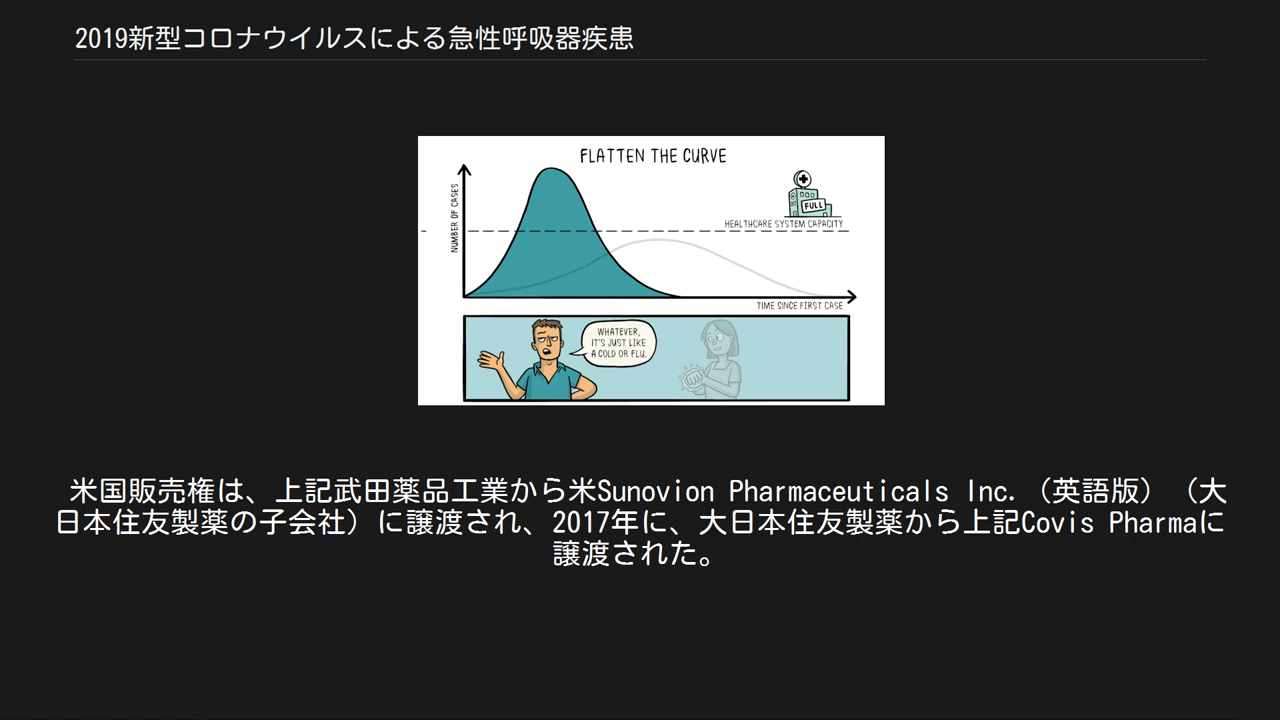 2019新型コロナウイルスによる急性呼吸器疾患
FLATTEN THE CURVE
NUMBER OF CASES
FULL
HEALTHCARE SYSTEM CAPACITY
TIME SINCE FIRST CASE
WHATEVER,
IT'S JUST LIKE
A COLD OR FLU.
米国販売権は、上記武田薬品工業から米Sunovion Pharmaceuticals Inc.（英語版）（大
日本住友製薬の子会社）に譲渡され、2017年に、大日本住友製薬から上記Covis Pharmaに
譲渡された。